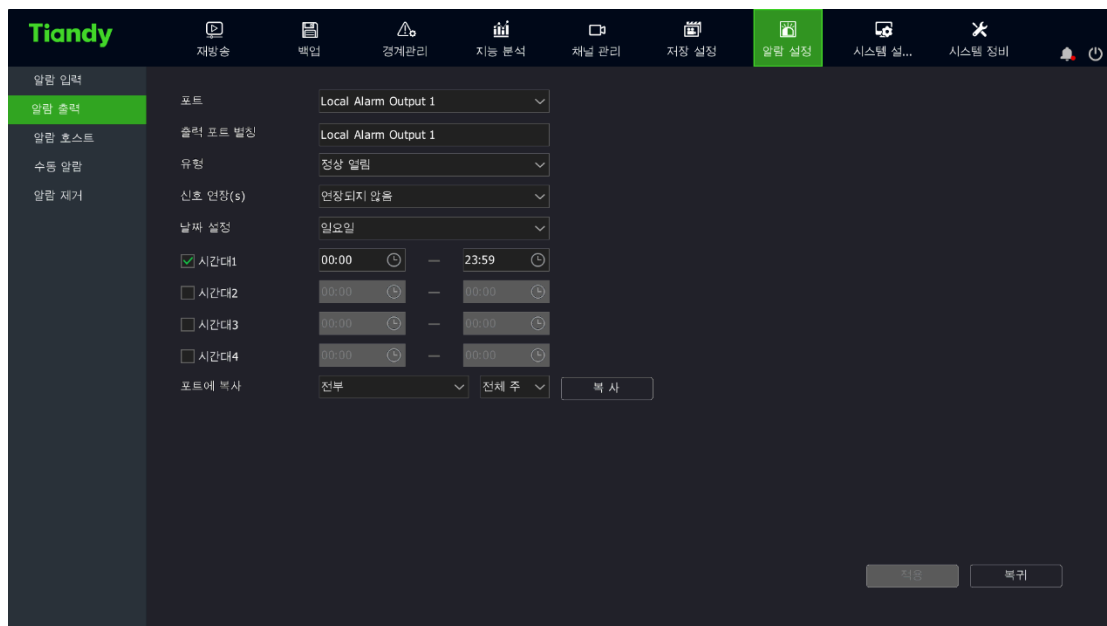 Tiandy
재방송 백업 경계관리 지능 분석 채널 관리 저장 설정 알람 설정 시스템 설... 시스템 정비
알람 입력
알람 출력
알람 호스트
수동 알람
알람 제거
포트 Local Alarm Output 1
출력 포트 별칭 Local Alarm Output 1
유형 정상 열림
신호 연장(s) 연장되지 않음
날짜 설정 일요일
시간대1 00:00 — 23:59
시간대2 00:00 — 00:00
시간대3 00:00 — 00:00
시간대4 00:00 — 00:00
포트에 복사 전부 전체 주 복 사
적용 복귀